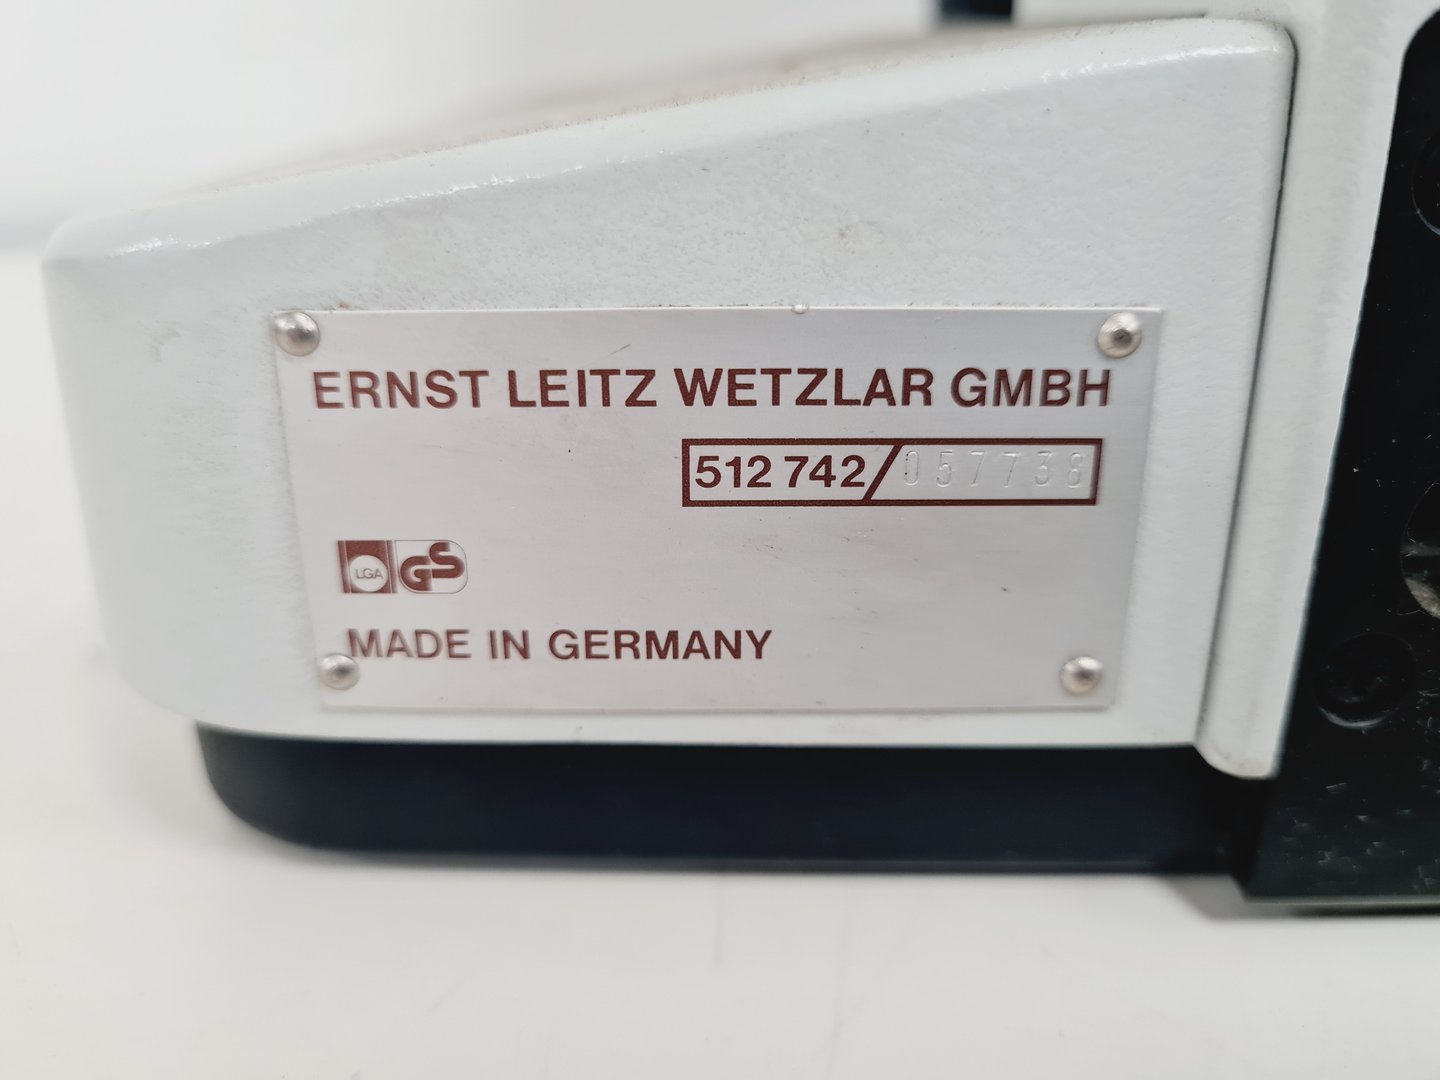 ERNST LEITZ WETZLAR GMBH
512 742/057738
LGA GS
MADE IN GERMANY